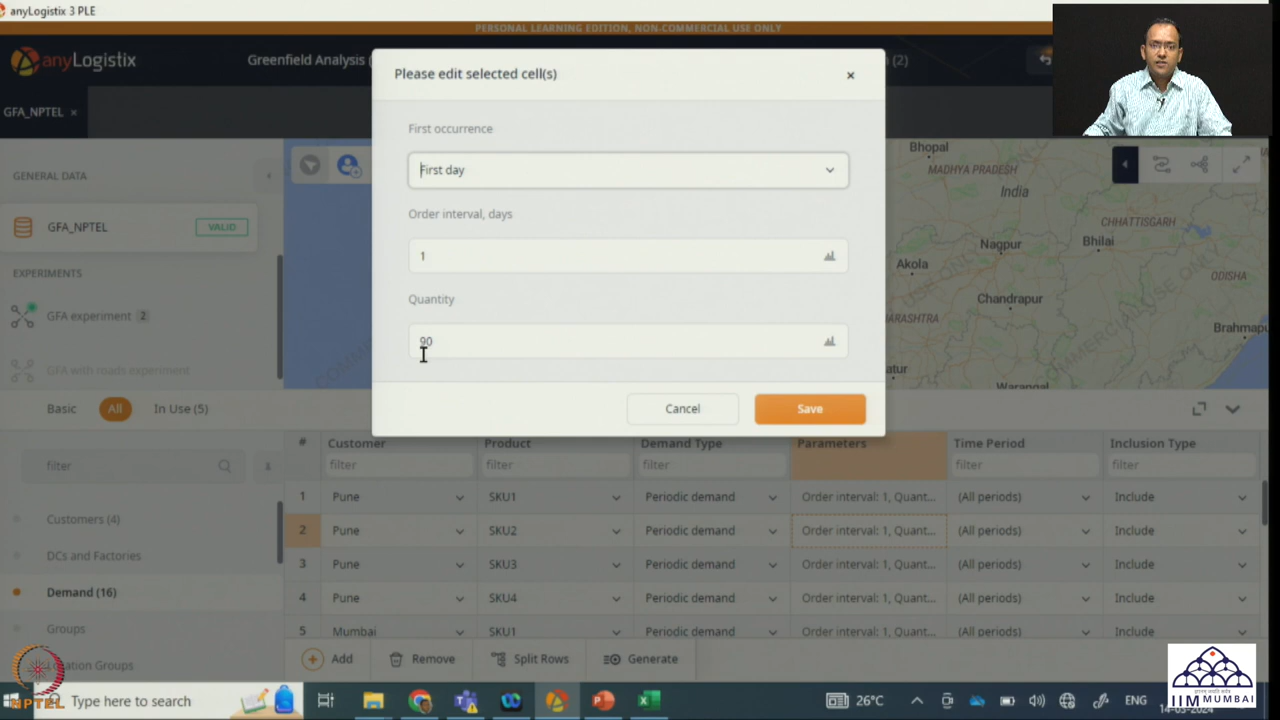 anyLogistix 3 PLE
PERSONAL LEARNING EDITION, NON-COMMERCIAL USE ONLY
anyLogistix
Greenfield Analysis (
(2)
GFA_NPTEL ×
Please edit selected cell(s)
First occurrence
First day
Order interval, days
1
Quantity
90
Cancel
Save
GENERAL DATA
GFA_NPTEL
VALID
EXPERIMENTS
GFA experiment 2
GFA with roads experiment
Bhopal
MADHYA PRADESH
India
CHHATTISGARH
Nagpur
Bhilai
Akola
ODISHA
Chandrapur
Warangal
Basic
All
In Use (5)
filter
Customers (4)
DCs and Factories
Demand (16)
Groups
# Customer Product Demand Type Parameters Time Period Inclusion Type
filter filter filter filter filter
1 Pune SKU1 Periodic demand Order interval: 1, Quant... (All periods) Include
2 Pune SKU2 Periodic demand Order interval: 1, Quant... (All periods) Include
3 Pune SKU3 Periodic demand Order interval: 1, Quant... (All periods) Include
4 Pune SKU4 Periodic demand Order interval: 1, Quant... (All periods) Include
5 Mumbai SKU1 Periodic demand Order interval: 1, Quant... (All periods) Include
Add
Remove
Split Rows
Generate
Type here to search
26°C
ENG
NPTEL
IIM MUMBAI